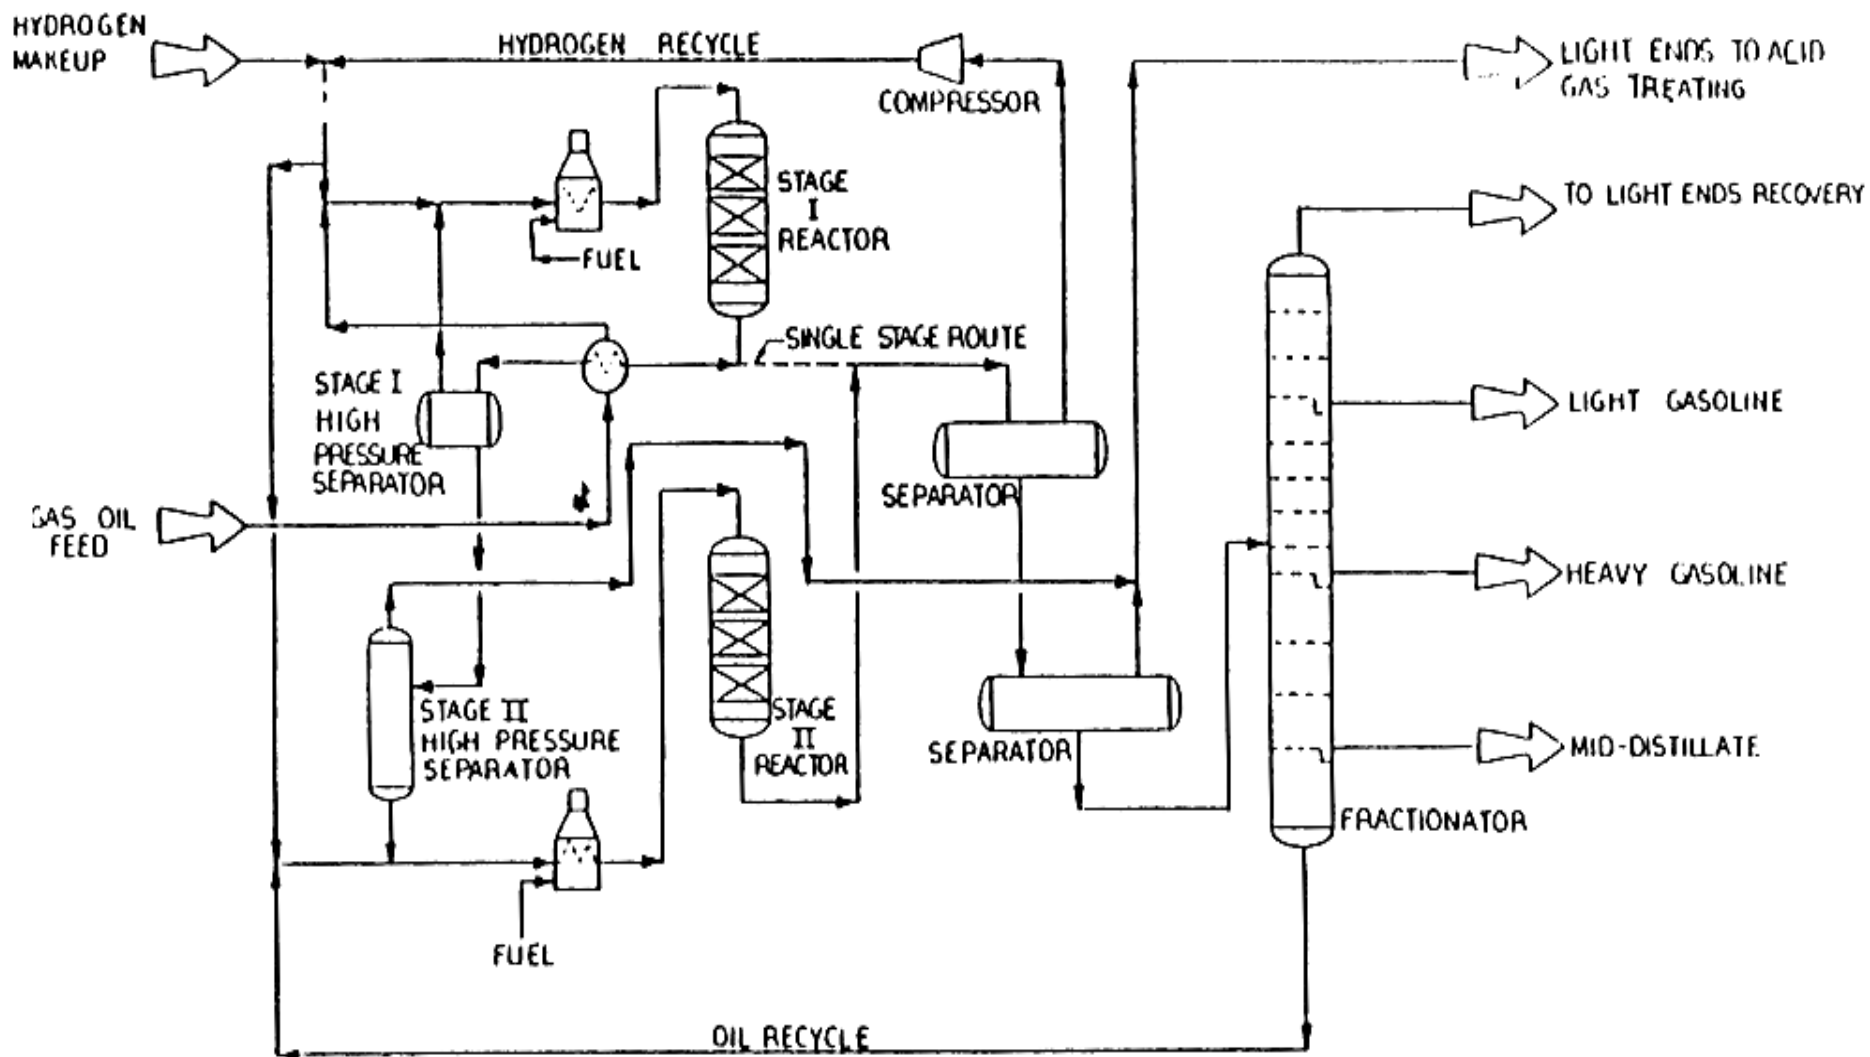 HYDROGEN
MAKEUP
HYDROGEN RECYCLE
COMPRESSOR
LIGHT ENDS TO ACID
GAS TREATING
STAGE
I
REACTOR
FUEL
TO LIGHT ENDS RECOVERY
SINGLE STAGE ROUTE
STAGE I
HIGH
PRESSURE
SEPARATOR
LIGHT GASOLINE
SEPARATOR
GAS OIL
FEED
HEAVY GASOLINE
STAGE II
HIGH PRESSURE
SEPARATOR
STAGE
II
REACTOR
SEPARATOR
MID-DISTILLATE
FRACTIONATOR
FUEL
OIL RECYCLE